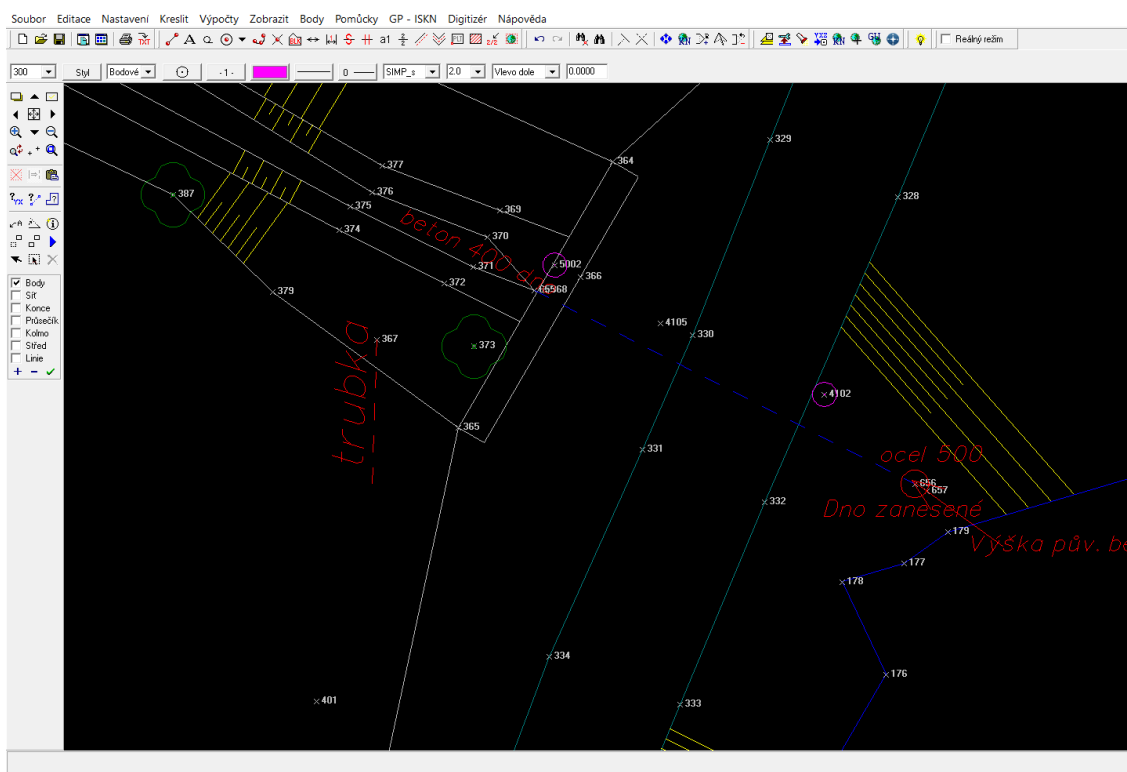 Soubor Editace Nastavení Kreslit Výpočty Zobrazit Body Pomůcky GP - ISKN Digitizér Nápověda
Reálný režim
300 Styl Bodové -1- 0 SIMP_s 2.0 Vlevo dole 0.0000
Body
Síť
Konce
Průsečík
Kolmo
Střed
Linie
329
364
377
387
376
328
375
369
374
370
beton 400 dno
5002
371
366
372
379
4105
330
367
373
trubka
4102
365
331
ocel 500
656
657
332
Dno zanesené
179
Výška pův. be
177
178
334
176
401
333